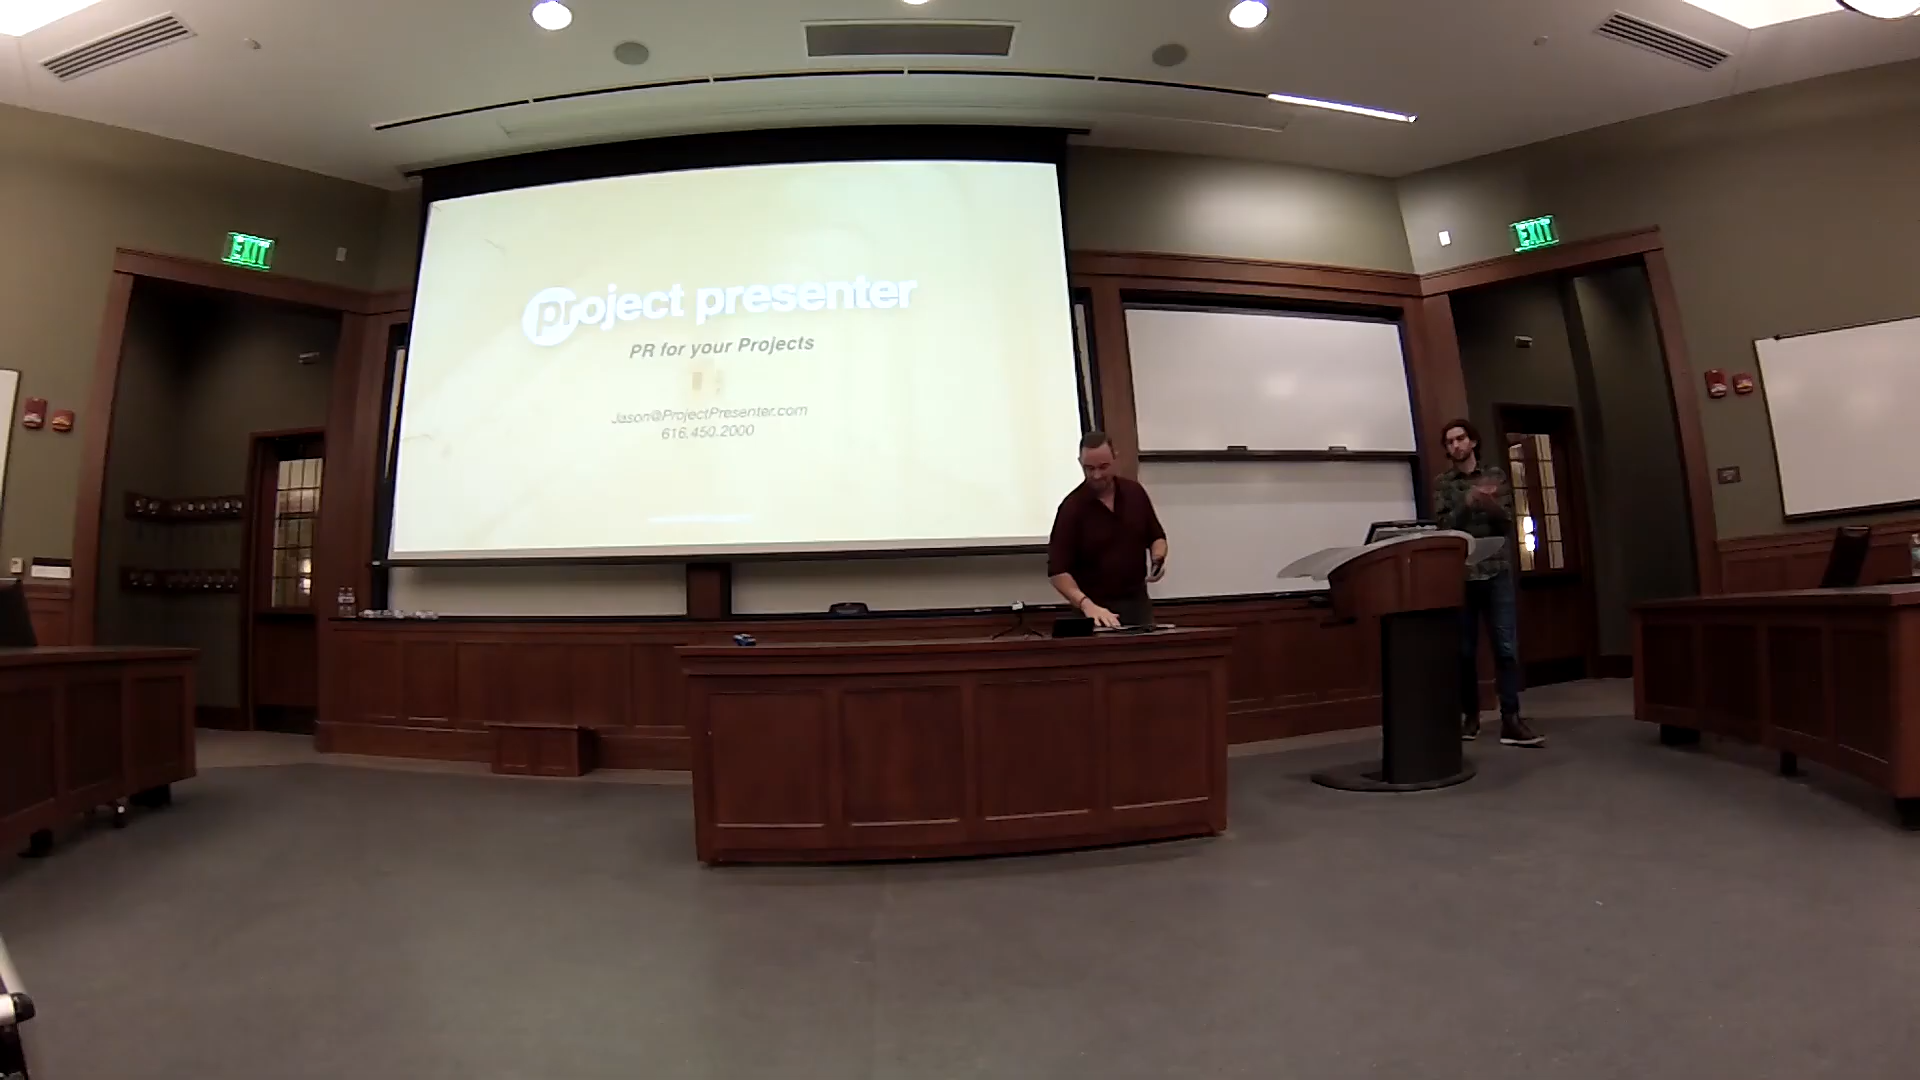 EXIT
EXIT
project presenter
PR for your Projects
Jason@ProjectPresenter.com
616.450.2000